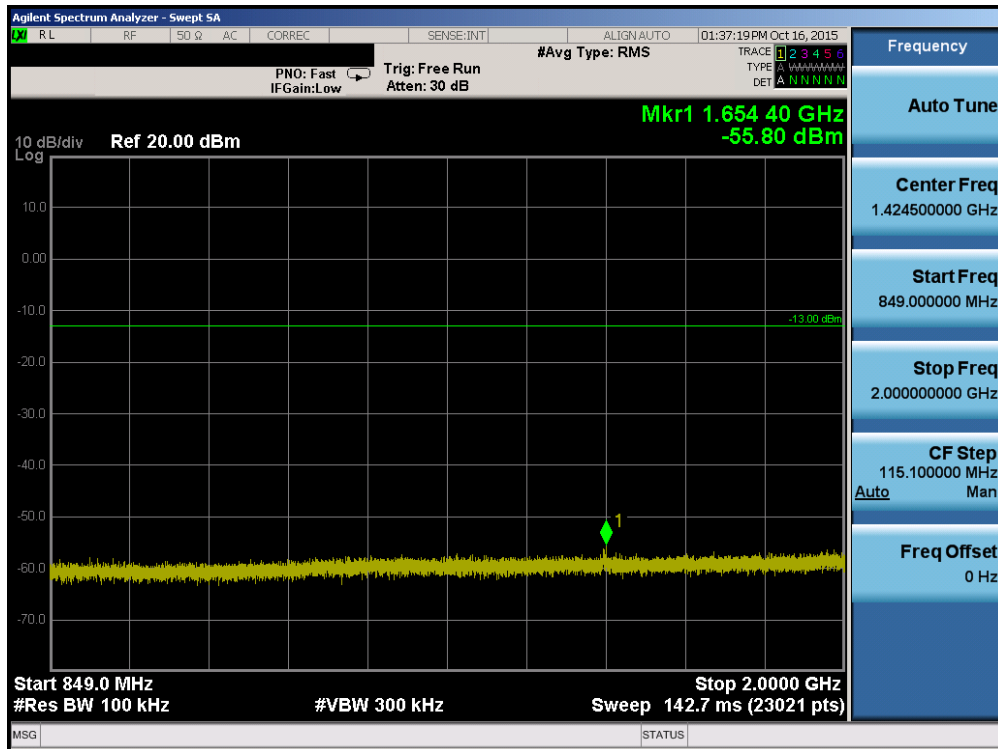 Agilent Spectrum Analyzer - Swept SA
LXI RL RF 50 Ω AC CORREC SENSE:INT ALIGN AUTO 01:37:19 PM Oct 16, 2015
#Avg Type: RMS TRACE 1 2 3 4 5 6
PNO: Fast Trig: Free Run TYPE A WWWWW
IFGain:Low Atten: 30 dB DET A N N N N N
Mkr1 1.654 40 GHz
-55.80 dBm
10 dB/div Ref 20.00 dBm
Log
10.0
0.00
-10.0
-13.00 dBm
-20.0
-30.0
-40.0
-50.0
1
-60.0
-70.0
Start 849.0 MHz Stop 2.0000 GHz
#Res BW 100 kHz #VBW 300 kHz Sweep 142.7 ms (23021 pts)
MSG STATUS
Frequency
Auto Tune
Center Freq
1.424500000 GHz
Start Freq
849.000000 MHz
Stop Freq
2.000000000 GHz
CF Step
115.100000 MHz
Auto Man
Freq Offset
0 Hz